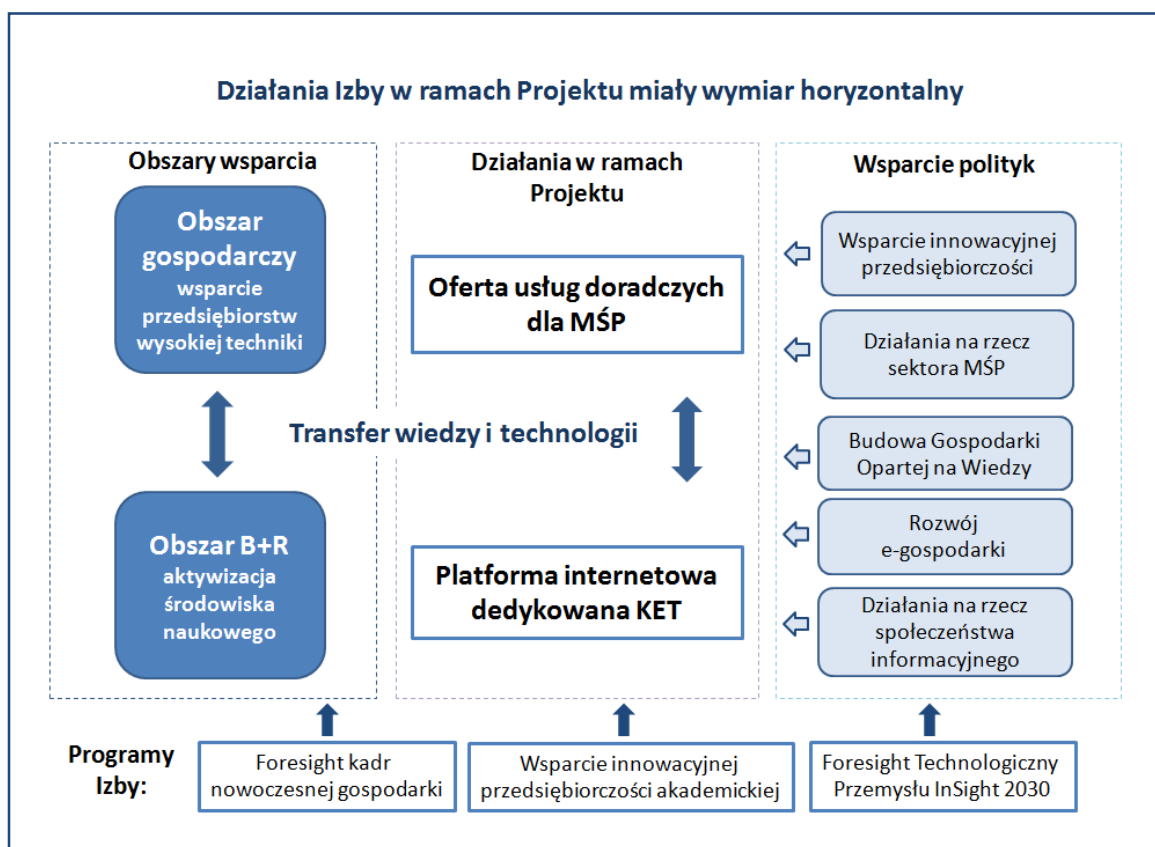 Działania Izby w ramach Projektu miały wymiar horyzontalny
Obszary wsparcia
Obszar
gospodarczy
wsparcie
przedsiębiorstw
wysokiej techniki
Obszar B+R
aktywizacja
środowiska
naukowego
Działania w ramach
Projektu
Oferta usług doradczych
dla MŚP
Transfer wiedzy i technologii
Platforma internetowa
dedykowana KET
Wsparcie polityk
Wsparcie innowacyjnej
przedsiębiorczości
Działania na rzecz
sektora MŚP
Budowa Gospodarki
Opartej na Wiedzy
Rozwój
e-gospodarki
Działania na rzecz
społeczeństwa
informacyjnego
Programy
Izby:
Foresight kadr
nowoczesnej gospodarki
Wsparcie innowacyjnej
przedsiębiorczości akademickiej
Foresight Technologiczny
Przemysłu InSight 2030